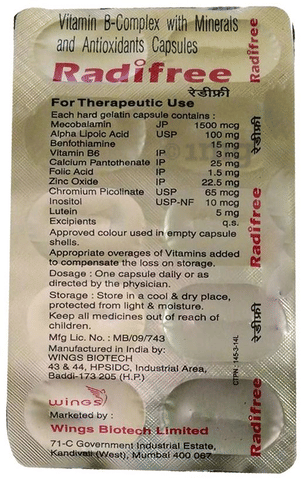 Vitamin B-Complex with Minerals
and Antioxidants Capsules
Radifree
रेडीफ्री
For Therapeutic Use
Each hard gelatin capsule contains :
Mecobalamin JP 1500 mcg
Alpha Lipoic Acid USP 100 mg
Benfothiamine 15 mg
Vitamin B6 IP 3 mg
Calcium Pantothenate IP 25 mg
Folic Acid IP 1.5 mg
Zinc Oxide IP 22.5 mg
Chromium Picolinate USP 65 mcg
Inositol USP-NF 10 mcg
Lutein 5 mg
Excipients q.s.
Approved colour used in empty capsule
shells.
Appropriate overages of Vitamins added
to compensate the loss on storage.
Dosage : One capsule daily or as
directed by the physician.
Storage : Store in a cool & dry place,
protected from light & moisture.
Keep all medicines out of reach of
children.
Mfg Lic. No.: MB/09/743
Manufactured in India by:
WINGS BIOTECH
43 & 44, HPSIDC, Industrial Area,
Baddi-173 205 (H.P.)
wings
Marketed by :
Wings Biotech Limited
71-C Government Industrial Estate,
Kandivali (West), Mumbai 400 067
Radifree
रेडीफ्री
Radifree
रेडीफ्री
CTPN :145-3-14L
Radifree